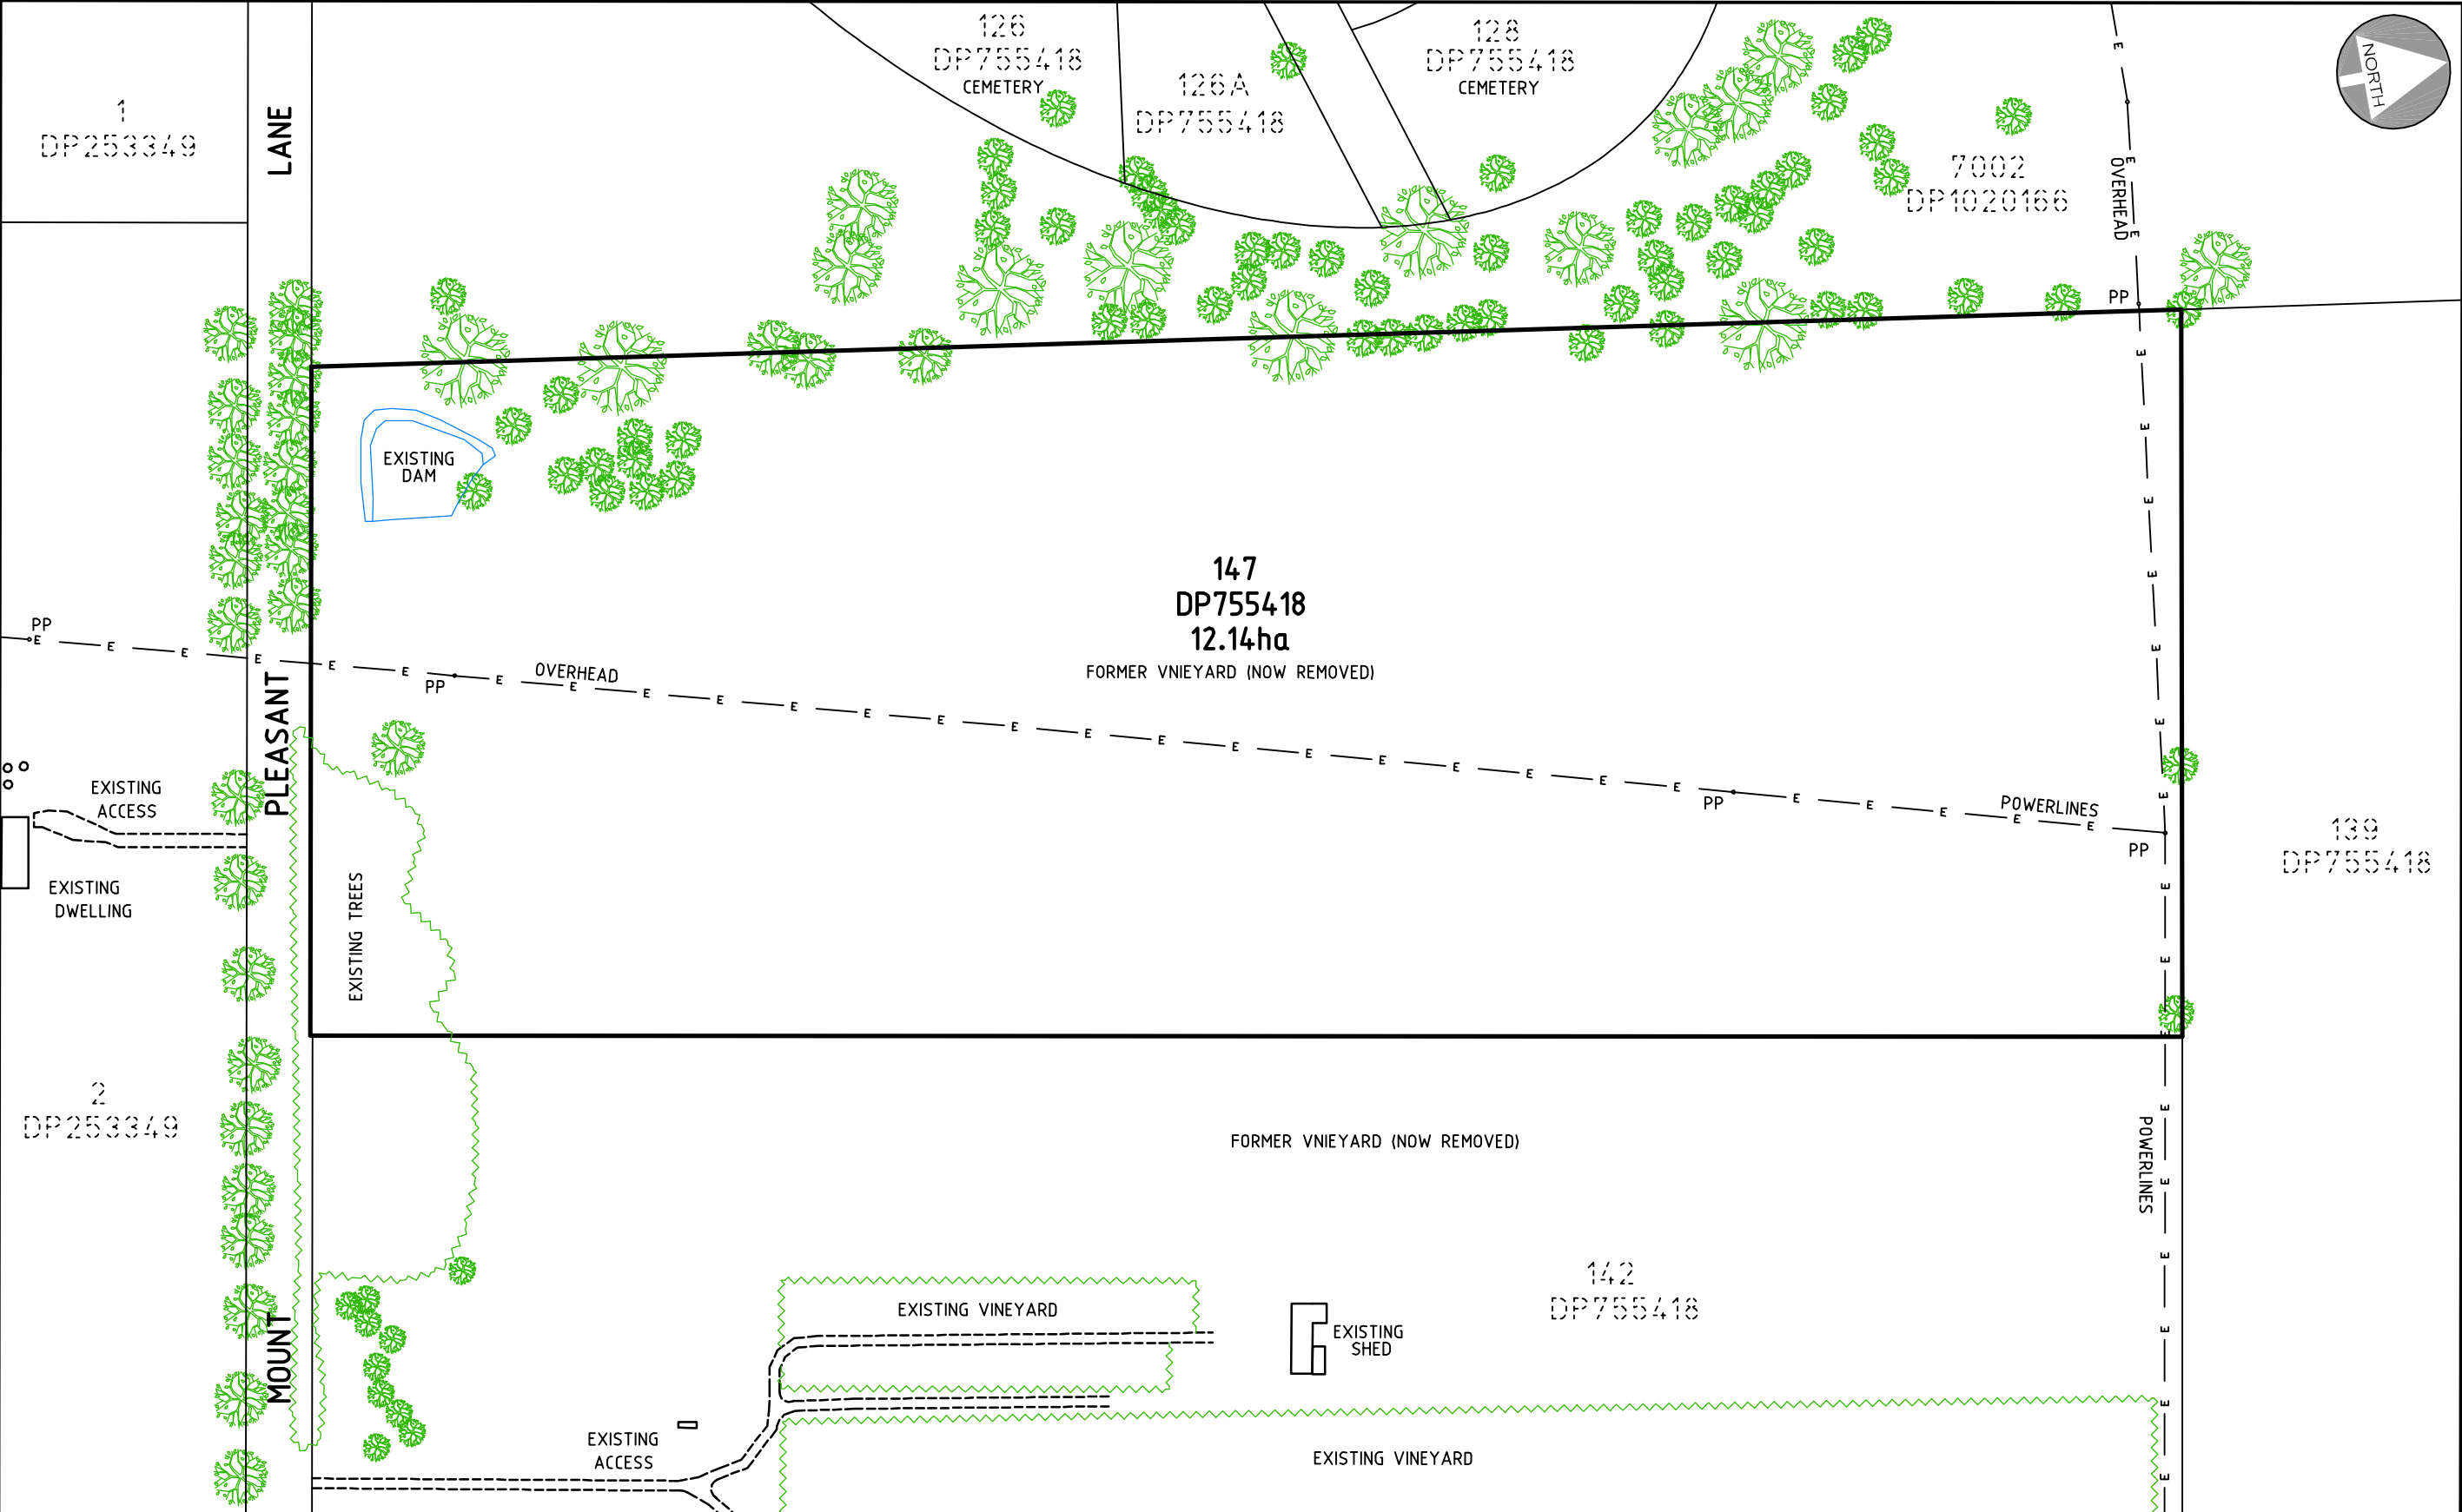 126
DP755418
CEMETERY
126A
DP755418
128
DP755418
CEMETERY
NORTH
1
DP253349
LANE
7002
DP1020166
OVERHEAD
PP
EXISTING
DAM
147
DP755418
12.14ha
FORMER VNIEYARD (NOW REMOVED)
PP
OVERHEAD
PP
PLEASANT
EXISTING
ACCESS
EXISTING
DWELLING
EXISTING TREES
PP
POWERLINES
PP
139
DP755418
2
DP253349
FORMER VNIEYARD (NOW REMOVED)
POWERLINES
142
DP755418
MOUNT
EXISTING VINEYARD
EXISTING
SHED
EXISTING
ACCESS
EXISTING VINEYARD